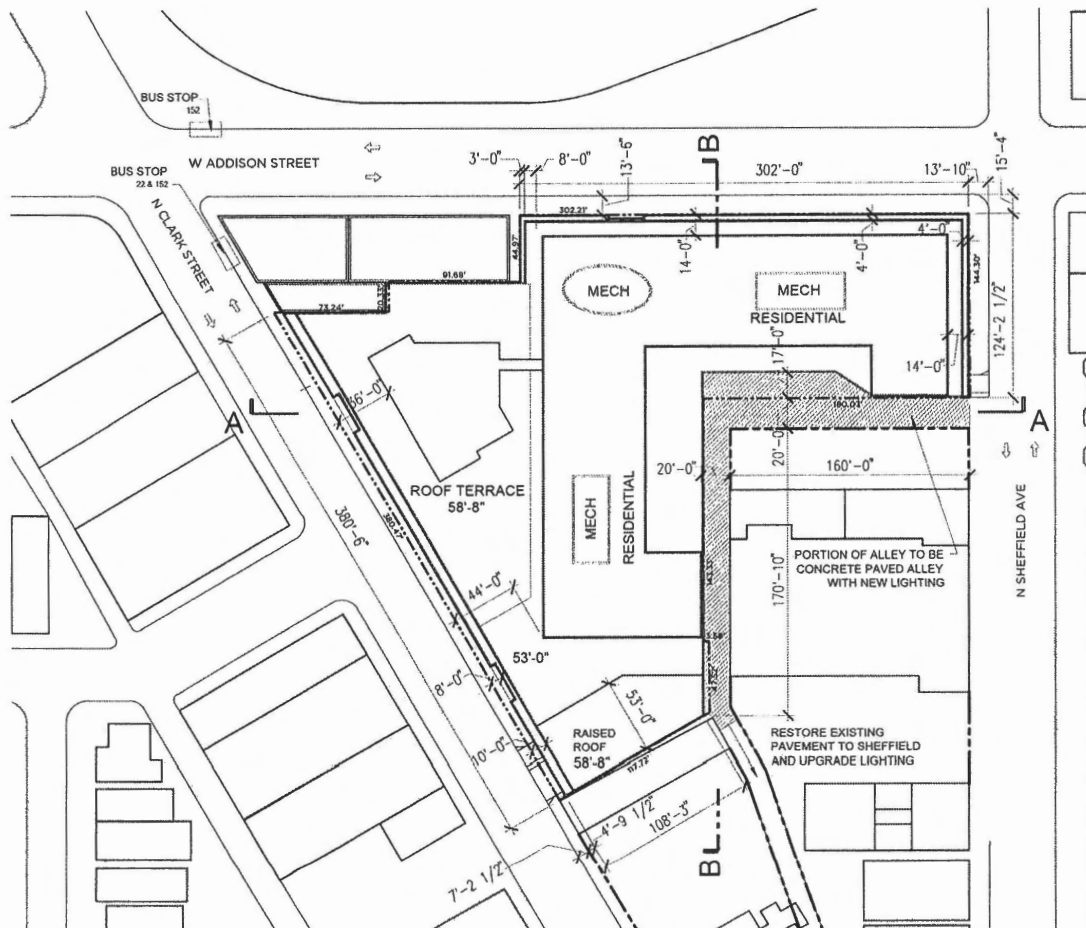 BUS STOP
152
W ADDISON STREET
BUS STOP
22 & 152
N CLARK STREET
3'-0"
8'-0"
13'-6"
B
302'-0"
13'-10"
15'-4"
302.21'
44.97'
14'-0"
4'-0"
4'-0"
144.30'
124'-2 1/2"
91.68'
73.24'
MECH
MECH
RESIDENTIAL
17'-0"
14'-0"
A
A
36'-0"
180.03'
20'-0"
20'-0"
160'-0"
ROOF TERRACE
58'-8"
380'-6"
380.47'
MECH
RESIDENTIAL
PORTION OF ALLEY TO BE
CONCRETE PAVED ALLEY
WITH NEW LIGHTING
N SHEFFIELD AVE
170'-10"
44'-0"
53'-0"
8'-0"
53'-0"
10'-0"
RAISED
ROOF
58'-8"
117.72'
RESTORE EXISTING
PAVEMENT TO SHEFFIELD
AND UPGRADE LIGHTING
4'-9 1/2"
108'-3"
7'-2 1/2"
B